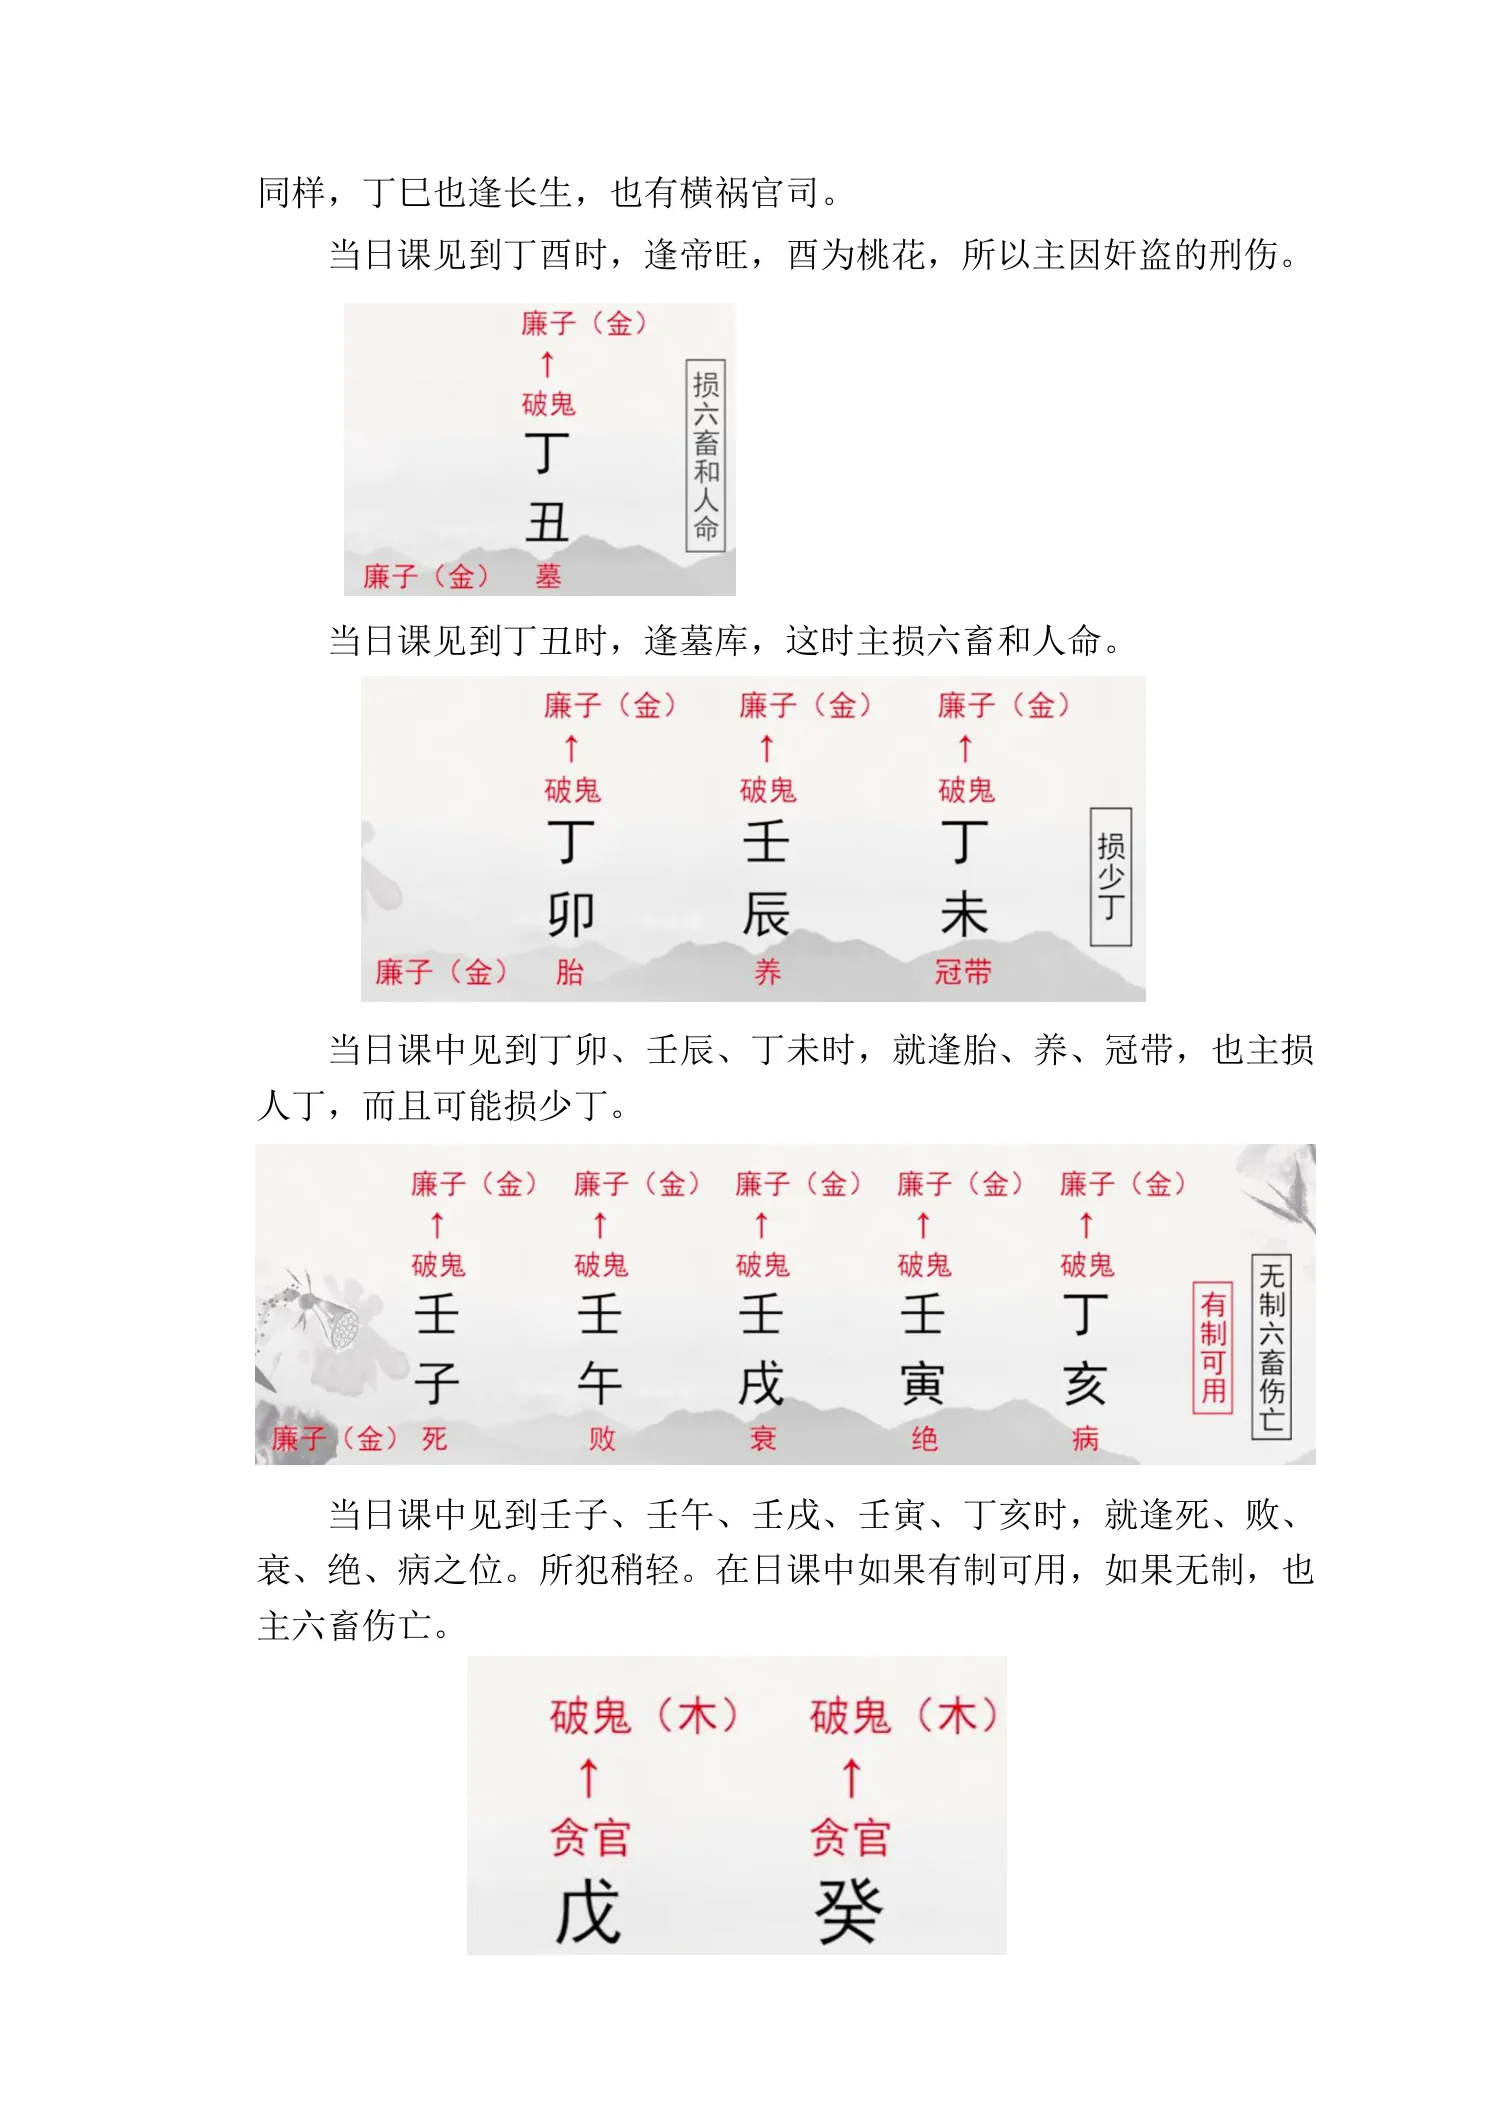 同样，丁巳也逢长生，也有横祸官司。
当日课见到丁酉时，逢帝旺，酉为桃花，所以主因奸盗的刑伤。
廉子（金）
↑
破鬼
丁
丑
廉子（金） 墓
损六畜和人命
当日课见到丁丑时，逢墓库，这时主损六畜和人命。
廉子（金） 廉子（金） 廉子（金）
↑ ↑ ↑
破鬼 破鬼 破鬼
丁 壬 丁
卯 辰 未
廉子（金） 胎 养 冠带
损少丁
当日课中见到丁卯、壬辰、丁未时，就逢胎、养、冠带，也主损
人丁，而且可能损少丁。
廉子（金） 廉子（金） 廉子（金） 廉子（金） 廉子（金）
↑ ↑ ↑ ↑ ↑
破鬼 破鬼 破鬼 破鬼 破鬼
壬 壬 壬 壬 丁
子 午 戌 寅 亥
廉子（金） 死 败 衰 绝 病
有制可用
无制六畜伤亡
当日课中见到壬子、壬午、壬戌、壬寅、丁亥时，就逢死、败、
衰、绝、病之位。所犯稍轻。在日课中如果有制可用，如果无制，也
主六畜伤亡。
破鬼（木） 破鬼（木）
↑ ↑
贪官 贪官
戊 癸